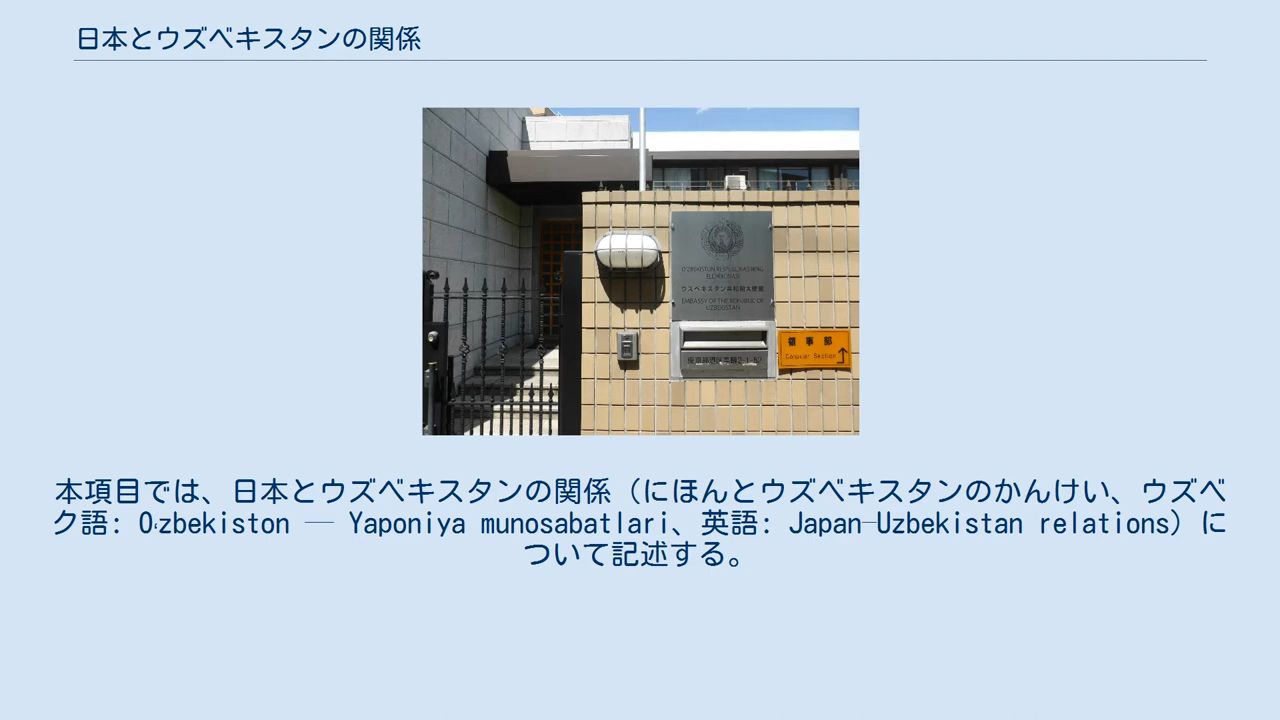 日本とウズベキスタンの関係
O'ZBEKISTON RESPUBLIKASINING
ELCHIXONASI
ウズベキスタン共和国大使館
EMBASSY OF THE REPUBLIC OF
UZBEKISTAN
領事部
Consular Section
本項目では、日本とウズベキスタンの関係（にほんとウズベキスタンのかんけい、ウズベ
ク語: Oʻzbekiston ― Yaponiya munosabatlari、英語: Japan–Uzbekistan relations）に
ついて記述する。